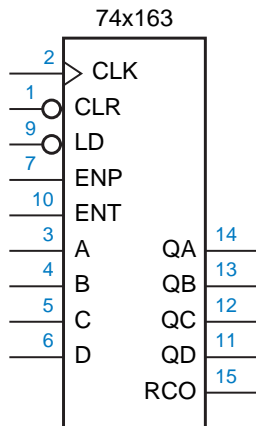 74x163
2 CLK
1 CLR
9 LD
7 ENP
10 ENT
3 A QA 14
4 B QB 13
5 C QC 12
6 D QD 11
RCO 15